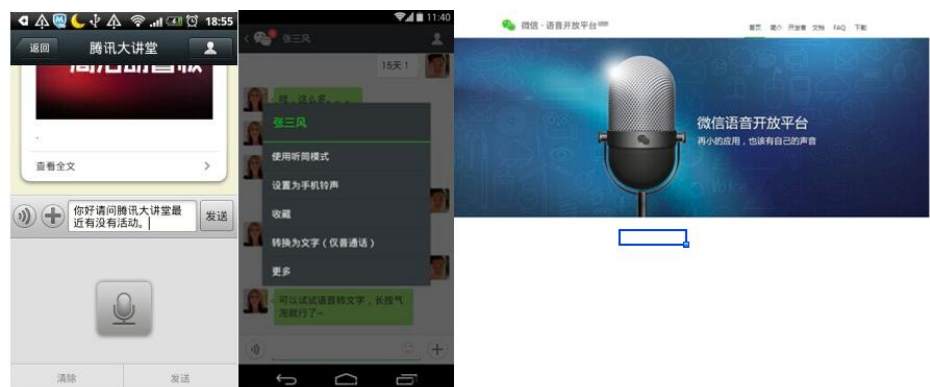 18:55
返回
腾讯大讲堂
查看全文
你好请问腾讯大讲堂最
近有没有活动。
发送
清除
发送
11:40
张三风
15天！
张三风
使用听筒模式
设置为手机铃声
收藏
转换为文字（仅普通话）
更多
可以试试语音转文字，长按气
泡就行了~
微信·语音开放平台
首页 简介 开发者 文档 FAQ 下载
微信语音开放平台
再小的应用，也该有自己的声音